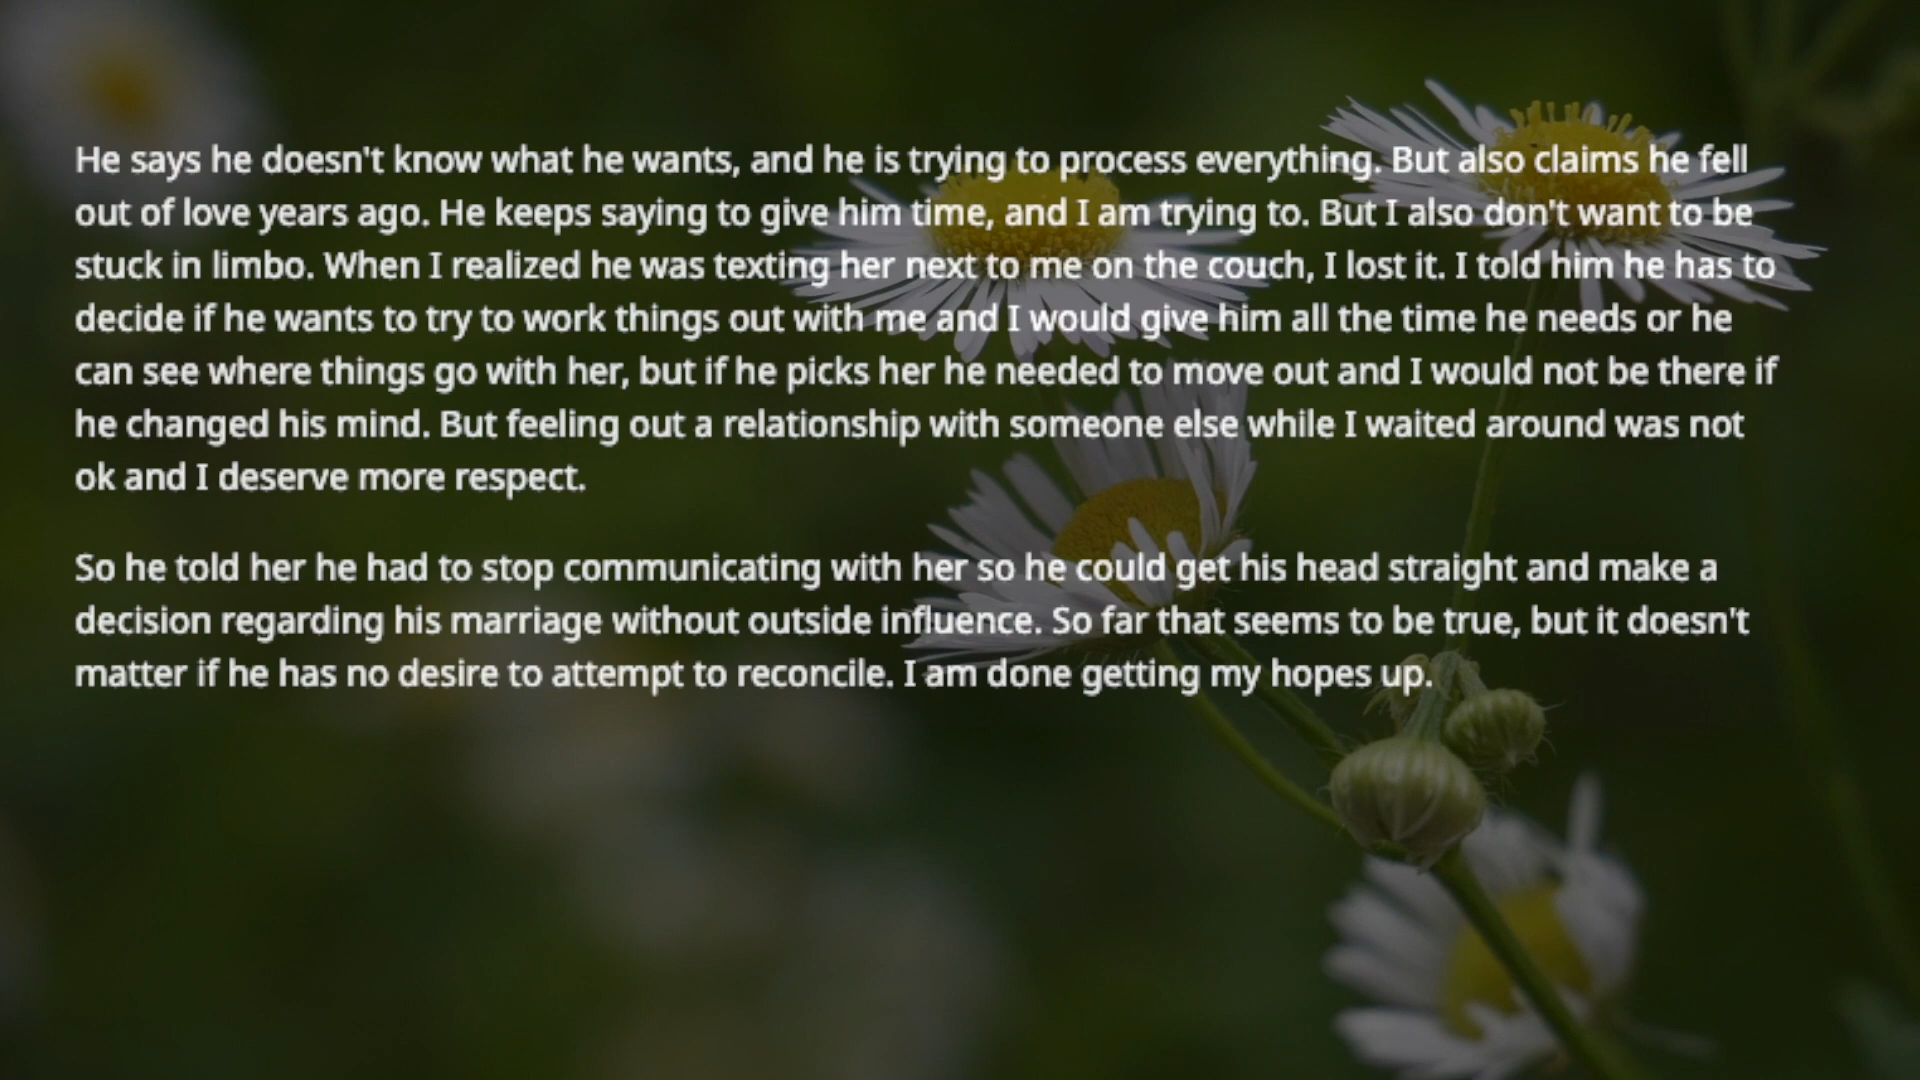 He says he doesn't know what he wants, and he is trying to process everything. But also claims he fell
out of love years ago. He keeps saying to give him time, and I am trying to. But I also don't want to be
stuck in limbo. When I realized he was texting her next to me on the couch, I lost it. I told him he has to
decide if he wants to try to work things out with me and I would give him all the time he needs or he
can see where things go with her, but if he picks her he needed to move out and I would not be there if
he changed his mind. But feeling out a relationship with someone else while I waited around was not
ok and I deserve more respect.
So he told her he had to stop communicating with her so he could get his head straight and make a
decision regarding his marriage without outside influence. So far that seems to be true, but it doesn't
matter if he has no desire to attempt to reconcile. I am done getting my hopes up.